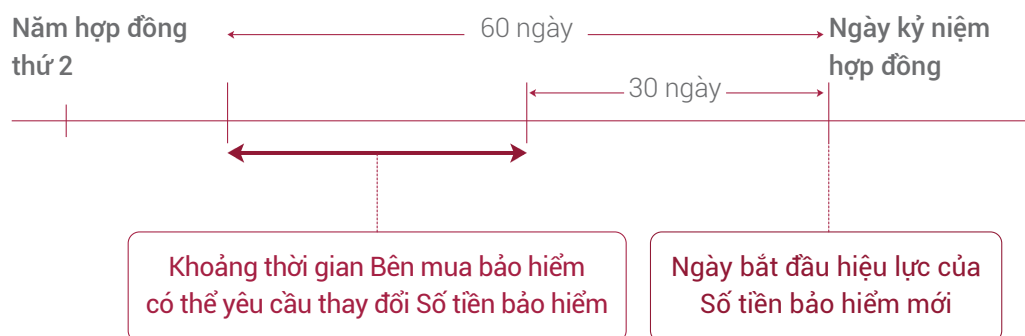 Năm hợp đồng
thứ 2
60 ngày
Ngày kỷ niệm
hợp đồng
30 ngày
Khoảng thời gian Bên mua bảo hiểm
có thể yêu cầu thay đổi Số tiền bảo hiểm
Ngày bắt đầu hiệu lực của
Số tiền bảo hiểm mới